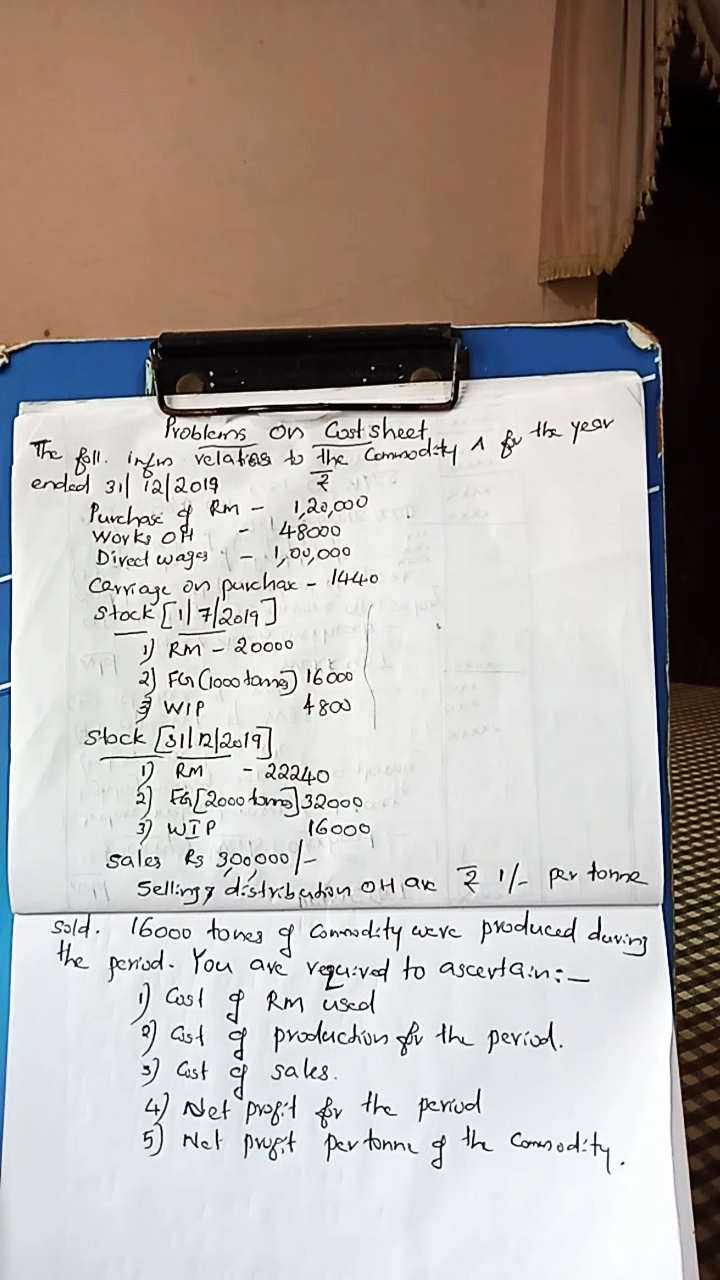 Problems on Cost sheet
The foll. infm relates to the Commodity A for the year
ended 31/12/2019 ₹
Purchase of RM - 1,20,000
Works OH - 48000
Direct wages - 1,00,000
Carriage on purchase - 1440
Stock [1/7/2019]
1) RM - 20000
2) FG (1000 tones) 16000
3) WIP 4800
Stock [31/12/2019]
1) RM - 22240
2) FG [2000 tones] 32000
3) WIP 16000
Sales Rs 3,00,000/-
Selling & distribution OH are ₹ 1/- per tonne
sold. 16000 tones of Commodity were produced during
the period. You are required to ascertain:-
1) Cost of RM used
2) Cost of production for the period.
3) Cost of sales.
4) Net profit for the period
5) Net profit per tonne of the Commodity.